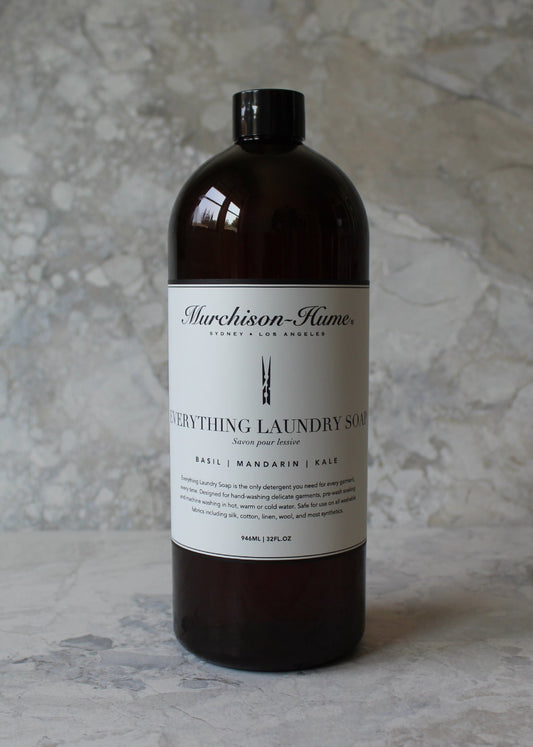 Murchison-Hume®
SYDNEY • LOS ANGELES
EVERYTHING LAUNDRY SOAP
Savon pour lessive
BASIL | MANDARIN | KALE
Everything Laundry Soap is the only detergent you need for every garment,
every time. Designed for hand-washing delicate garments, pre-wash soaking
and machine washing in hot, warm or cold water. Safe for use on all washable
fabrics including silk, cotton, linen, wool, and most synthetics.
946ML | 32FL.OZ